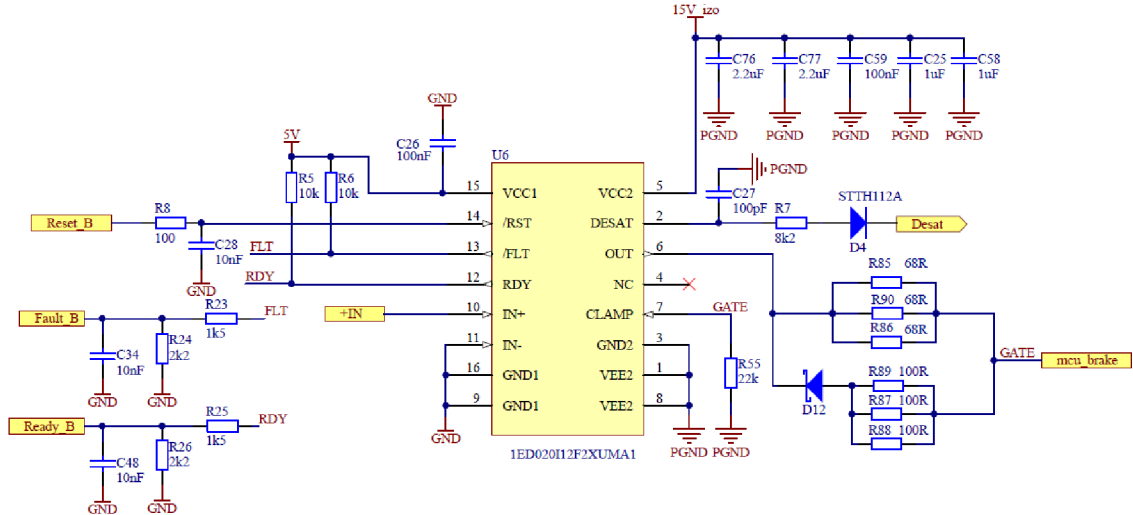 15V_izo
C76
2.2uF
C77
2.2uF
C59
100nF
C25
1uF
C58
1uF
PGND
PGND
PGND
PGND
PGND
GND
C26
100nF
5V
R5
10k
R6
10k
U6
PGND
C27
100pF
STTH112A
R7
8k2
D4
Desat
Reset_B
R8
100
C28
10nF
GND
FLT
RDY
15
VCC1
VCC2
5
14
/RST
DESAT
2
13
/FLT
OUT
6
12
RDY
NC
4
10
IN+
CLAMP
7
11
IN-
GND2
3
16
GND1
VEE2
1
9
GND1
VEE2
8
1ED020I12F2XUMA1
+IN
GND
GATE
R55
22k
PGND
PGND
R85
68R
R90
68R
R86
68R
R89
100R
R87
100R
R88
100R
D12
GATE
mcu_brake
Fault_B
R23
1k5
FLT
C34
10nF
R24
2k2
GND
GND
Ready_B
R25
1k5
RDY
C48
10nF
R26
2k2
GND
GND